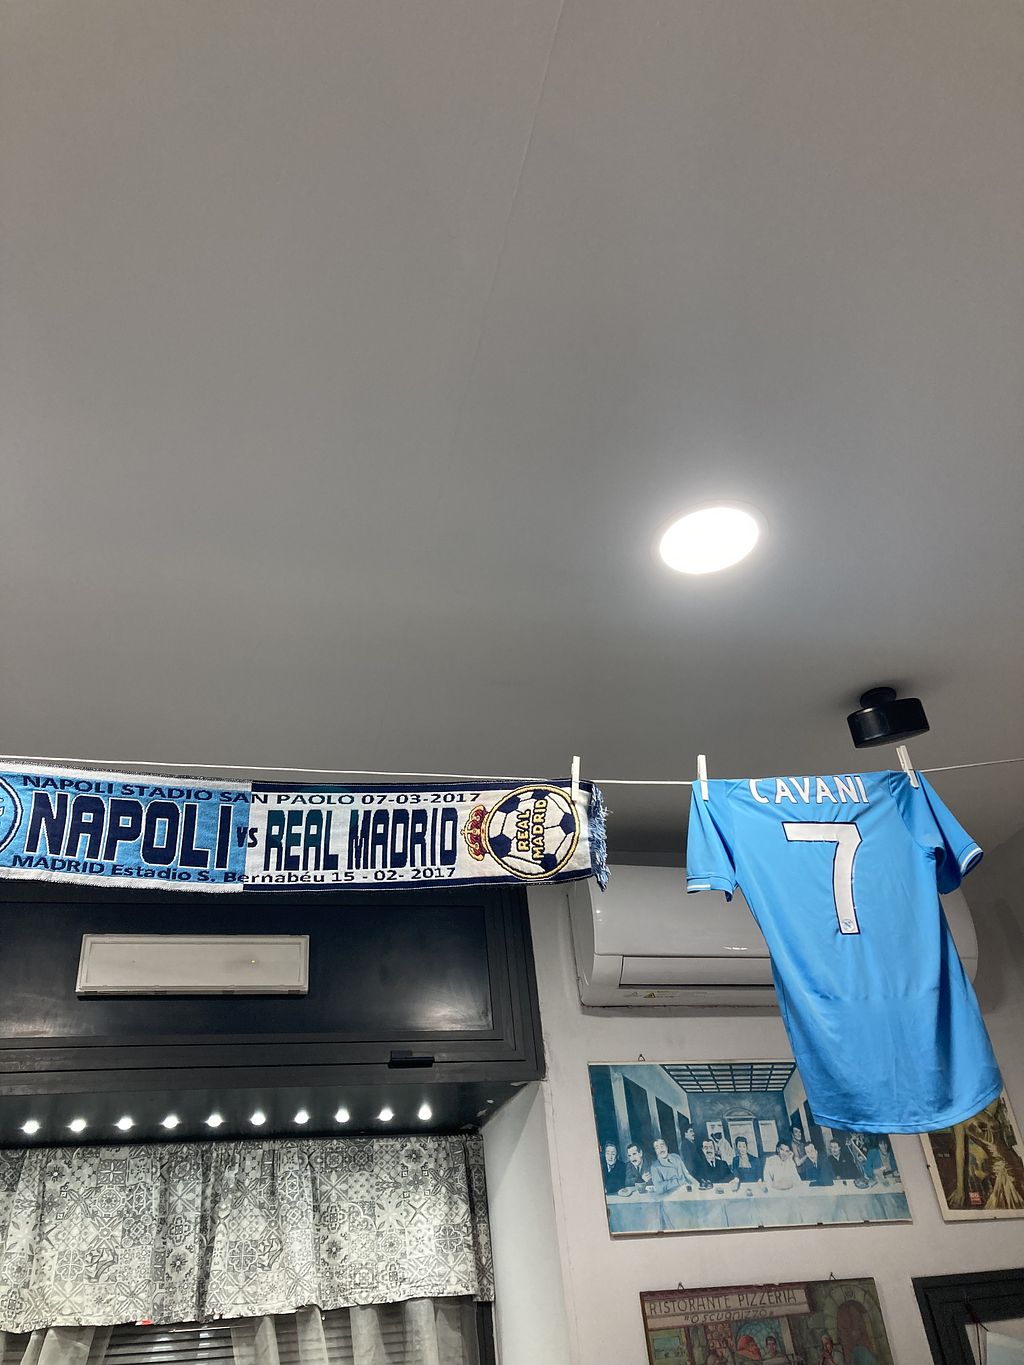 NAPOLI STADIO SAN PAOLO 07-03-2017
NAPOLI vs REAL MADRID
MADRID Estadio S. Bernabéu 15 - 02- 2017
REAL
MADRID
CAVANI
7
RISTORANTE PIZZERIA